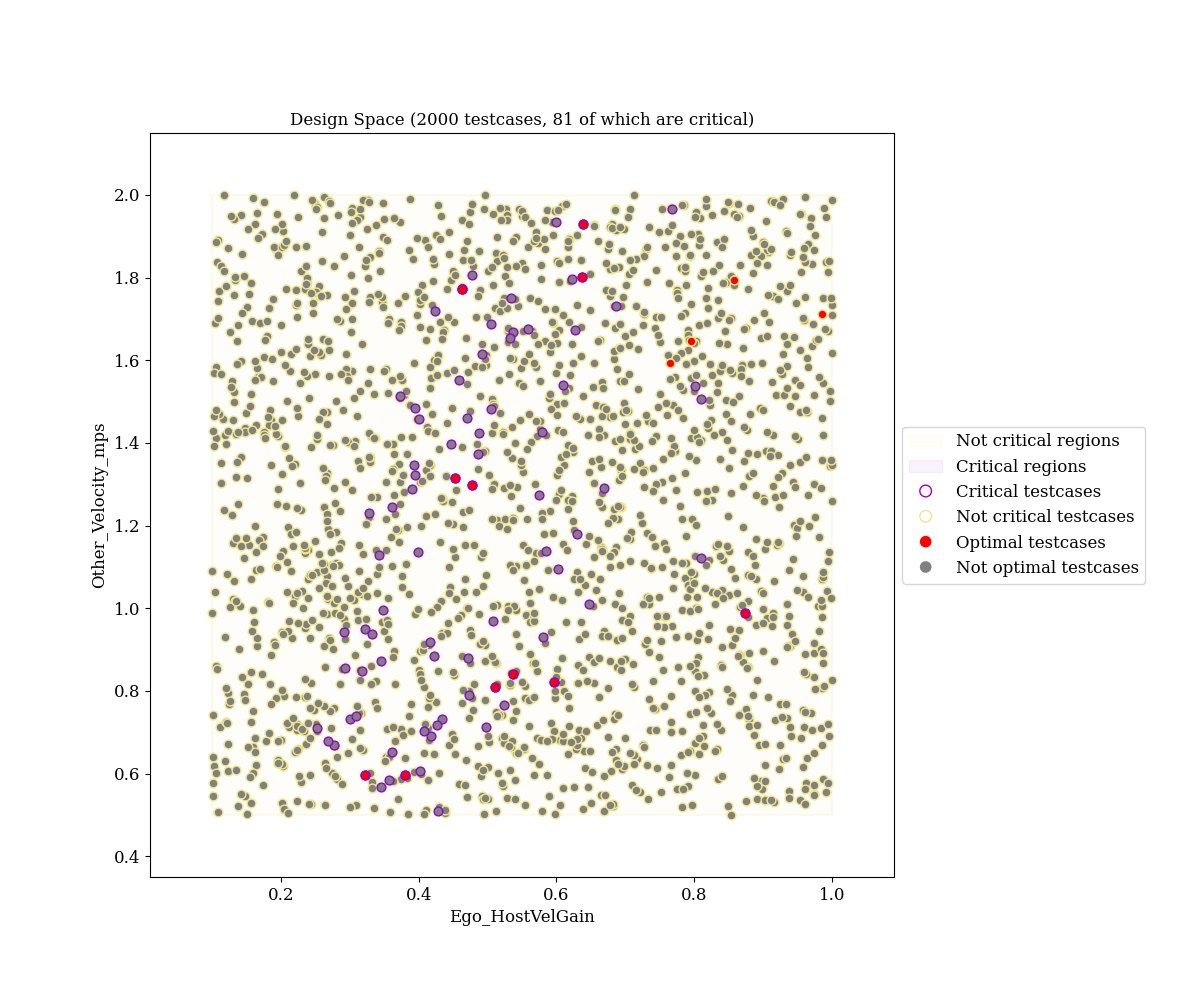 Design Space (2000 testcases, 81 of which are critical)
2.0
1.8
1.6
1.4
1.2
1.0
0.8
0.6
0.4
Other_Velocity_mps
0.2
0.4
0.6
0.8
1.0
Ego_HostVelGain
Not critical regions
Critical regions
Critical testcases
Not critical testcases
Optimal testcases
Not optimal testcases